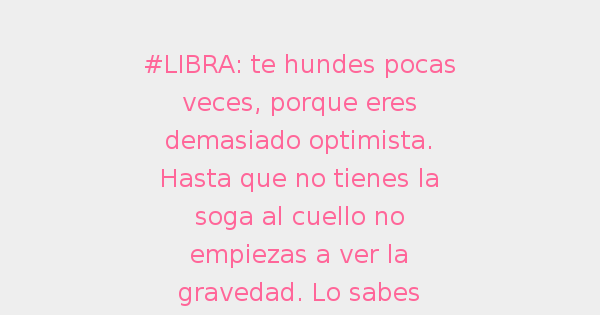 #LIBRA: te hundes pocas
veces, porque eres
demasiado optimista.
Hasta que no tienes la
soga al cuello no
empiezas a ver la
gravedad. Lo sabes